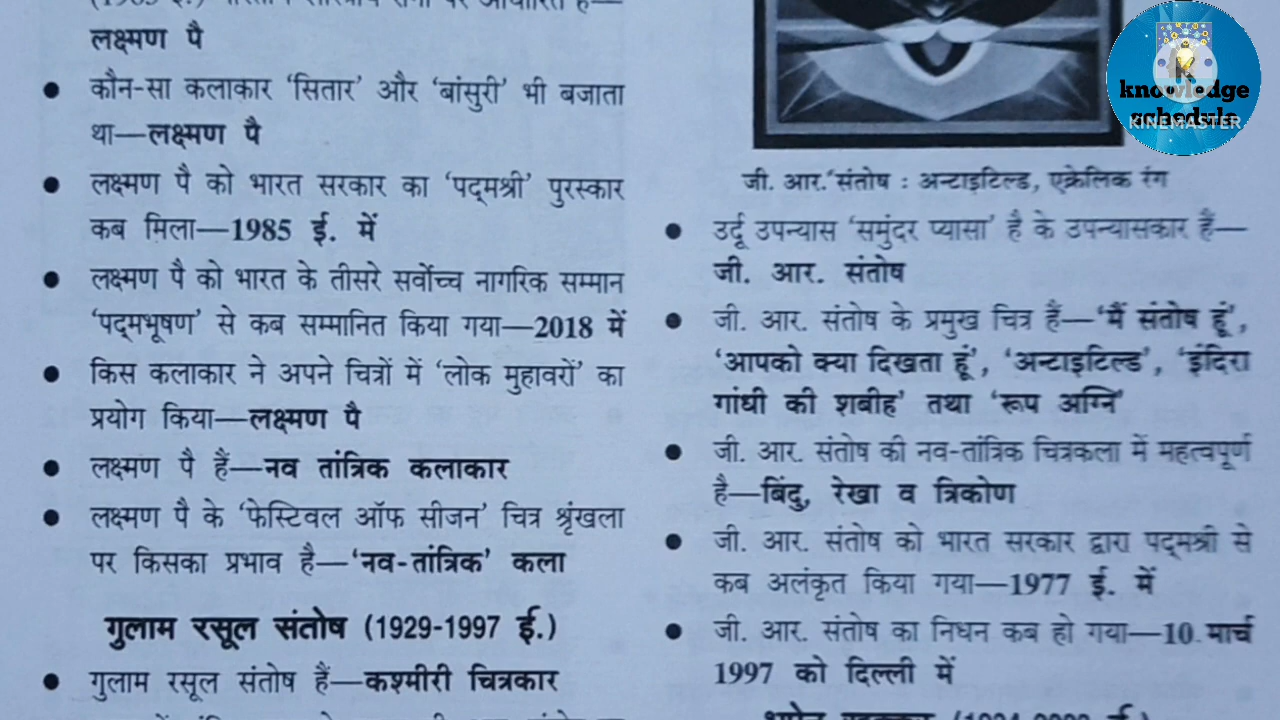 लक्ष्मण पै
● कौन-सा कलाकार ‘सितार’ और ‘बांसुरी’ भी बजाता
था—लक्ष्मण पै
● लक्ष्मण पै को भारत सरकार का ‘पद्मश्री’ पुरस्कार
कब मिला—1985 ई. में
● लक्ष्मण पै को भारत के तीसरे सर्वोच्च नागरिक सम्मान
‘पद्मभूषण’ से कब सम्मानित किया गया—2018 में
● किस कलाकार ने अपने चित्रों में ‘लोक मुहावरों’ का
प्रयोग किया—लक्ष्मण पै
● लक्ष्मण पै हैं—नव तांत्रिक कलाकार
● लक्ष्मण पै के ‘फेस्टिवल ऑफ सीजन’ चित्र श्रृंखला
पर किसका प्रभाव है—‘नव-तांत्रिक’ कला
गुलाम रसूल संतोष (1929-1997 ई.)
● गुलाम रसूल संतोष हैं—कश्मीरी चित्रकार
जी. आर. संतोष : अन्टाइटिल्ड, एक्रेलिक रंग
● उर्दू उपन्यास ‘समुंदर प्यासा’ है के उपन्यासकार हैं—
जी. आर. संतोष
● जी. आर. संतोष के प्रमुख चित्र हैं—‘मैं संतोष हूं’,
‘आपको क्या दिखता हूं’, ‘अन्टाइटिल्ड’, ‘इंदिरा
गांधी की शबीह’ तथा ‘रूप अग्नि’
● जी. आर. संतोष की नव-तांत्रिक चित्रकला में महत्वपूर्ण
है—बिंदु, रेखा व त्रिकोण
● जी. आर. संतोष को भारत सरकार द्वारा पद्मश्री से
कब अलंकृत किया गया—1977 ई. में
● जी. आर. संतोष का निधन कब हो गया—10 मार्च
1997 को दिल्ली में
knowledge
schedule
KINEMASTER